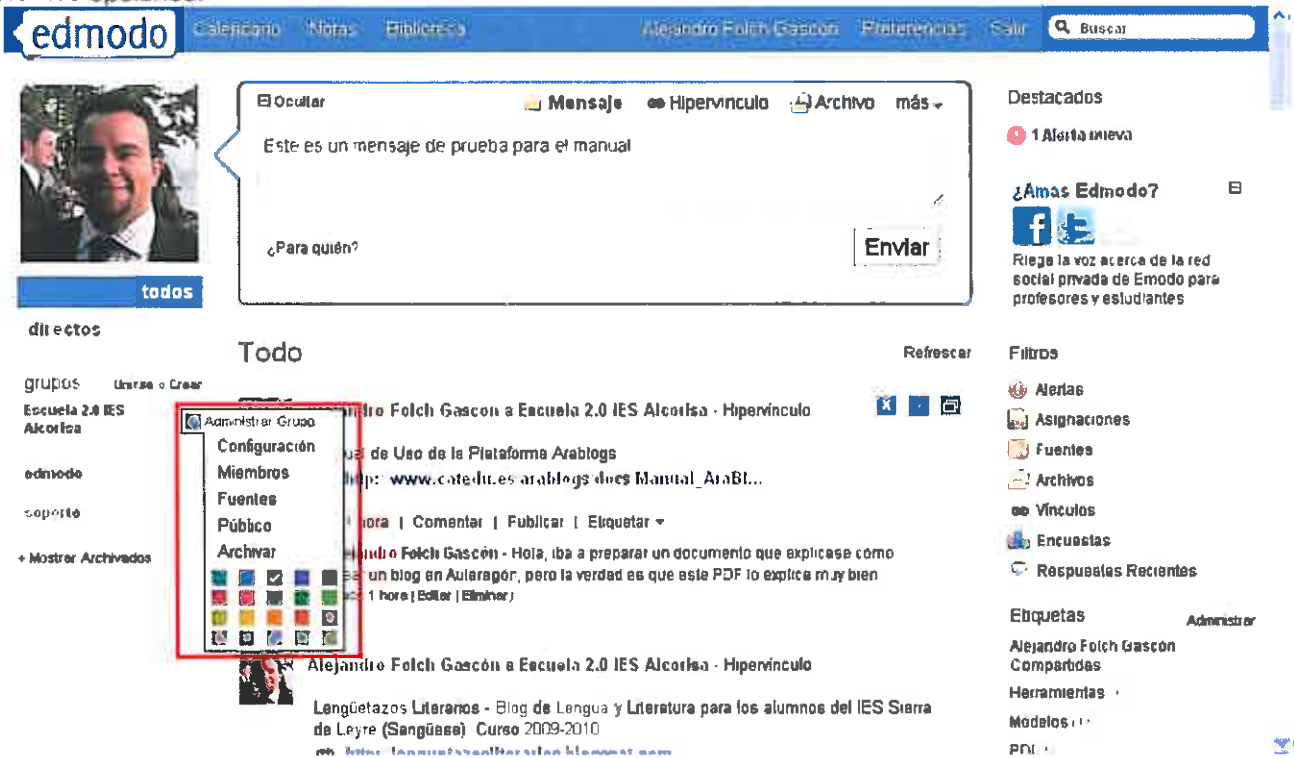 edmodo Calendario Notas Biblioteca Alejandro Folch Gascón Preferencias Salir Buscar
Ocultar Mensaje Hipervínculo Archivo más
Este es un mensaje de prueba para el manual
¿Para quién? Enviar
todos
directos
grupos Unirse o Crear
Escuela 2.0 IES
Alcorisa
edmodo
soporte
+ Mostrar Archivados
Administrar Grupo
Configuración
Miembros
Fuentes
Público
Archivar
Todo Refrescar
Folch Gascón a Escuela 2.0 IES Alcorisa - Hipervínculo
de Uso de la Plataforma Arablogs
www.catedu.es/arablogs/docs/Manual_AraBl...
hora | Comentar | Publicar | Etiquetar
Folch Gascón - Hola, iba a preparar un documento que explicase cómo
un blog en Aularagón, pero la verdad es que este PDF lo explica muy bien
1 hora | Editar | Eliminar
Alejandro Folch Gascón a Escuela 2.0 IES Alcorisa - Hipervínculo
Lengüetazos Literarios - Blog de Lengua y Literatura para los alumnos del IES Sierra
de Leyre (Sangüesa) Curso 2009-2010
Destacados
1 Alerta nueva
¿Amas Edmodo?
Riega la voz acerca de la red
social privada de Emodo para
profesores y estudiantes
Filtros
Alertas
Asignaciones
Fuentes
Archivos
Vínculos
Encuestas
Respuestas Recientes
Etiquetas Administrar
Alejandro Folch Gascón
Compartidas
Herramientas
Modelos